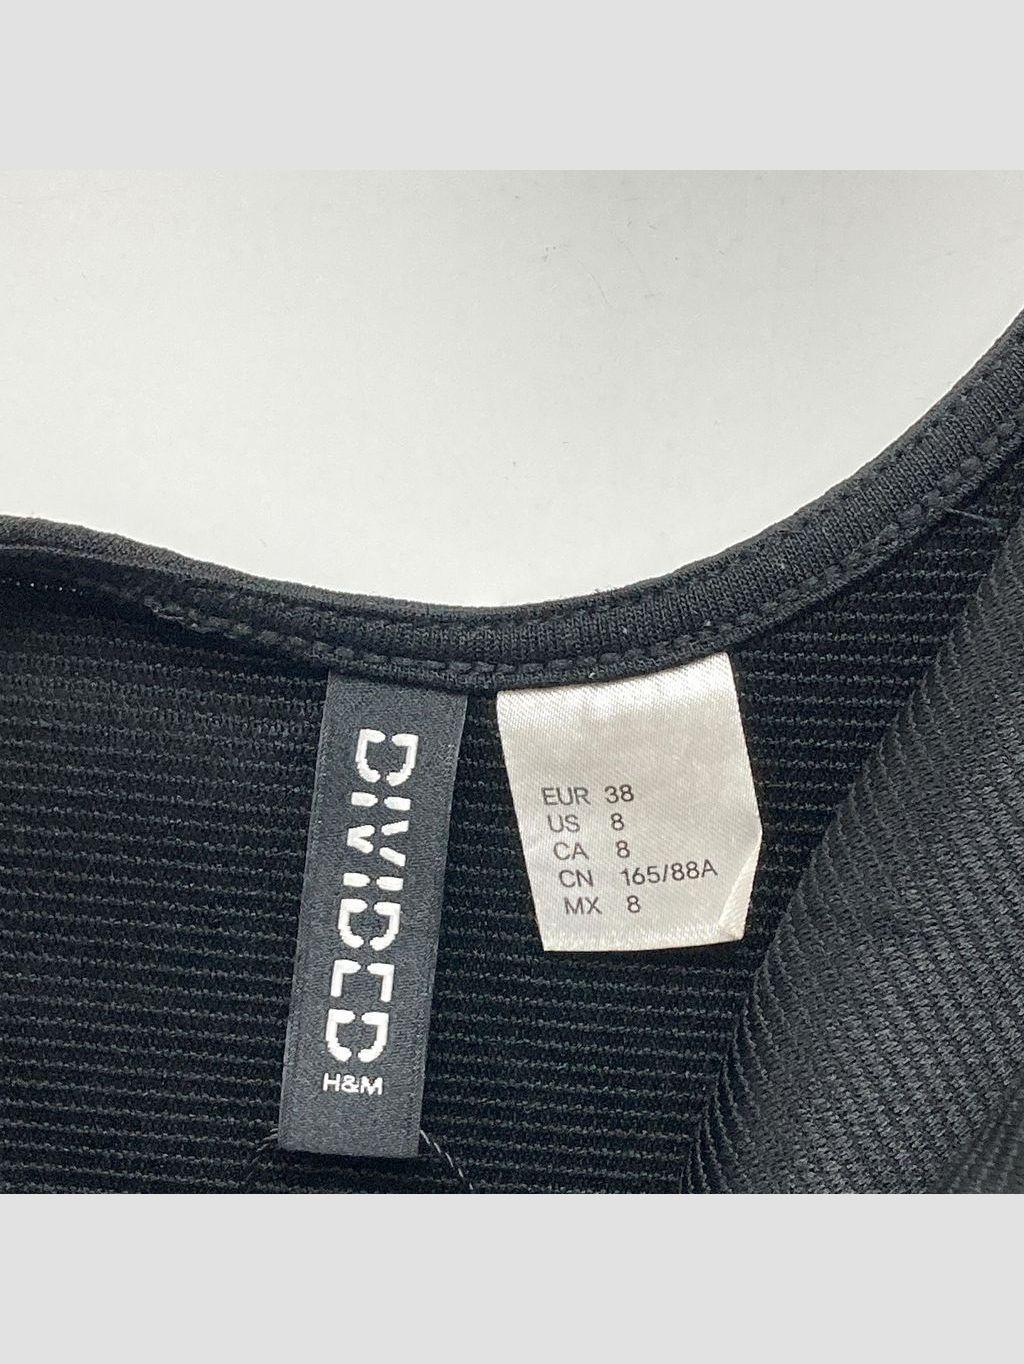 DIVIDED
H&M
EUR 38
US 8
CA 8
CN 165/88A
MX 8